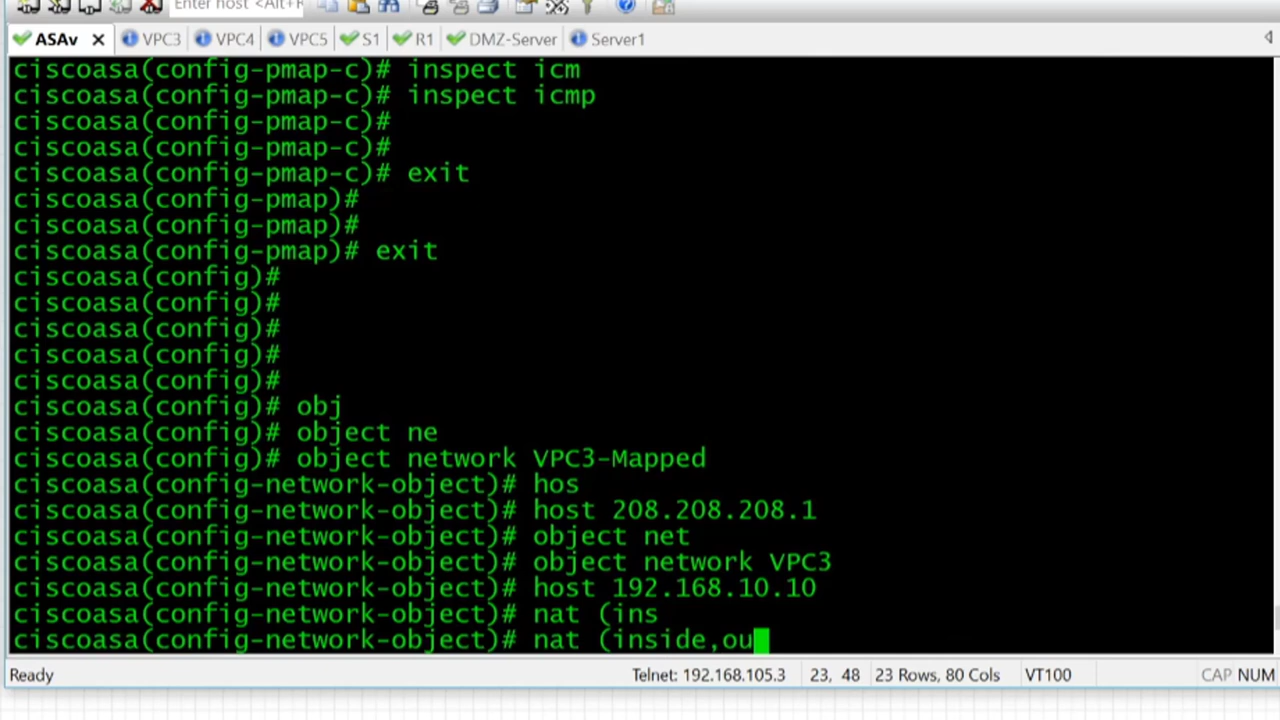 Enter host <Alt+R
ASAv VPC3 VPC4 VPC5 S1 R1 DMZ-Server Server1
ciscoasa(config-pmap-c)# inspect icm
ciscoasa(config-pmap-c)# inspect icmp
ciscoasa(config-pmap-c)#
ciscoasa(config-pmap-c)#
ciscoasa(config-pmap-c)# exit
ciscoasa(config-pmap)#
ciscoasa(config-pmap)#
ciscoasa(config-pmap)# exit
ciscoasa(config)#
ciscoasa(config)#
ciscoasa(config)#
ciscoasa(config)#
ciscoasa(config)#
ciscoasa(config)# obj
ciscoasa(config)# object ne
ciscoasa(config)# object network VPC3-Mapped
ciscoasa(config-network-object)# hos
ciscoasa(config-network-object)# host 208.208.208.1
ciscoasa(config-network-object)# object net
ciscoasa(config-network-object)# object network VPC3
ciscoasa(config-network-object)# host 192.168.10.10
ciscoasa(config-network-object)# nat (ins
ciscoasa(config-network-object)# nat (inside,ou
Ready Telnet: 192.168.105.3 23, 48 23 Rows, 80 Cols VT100 CAP NUM